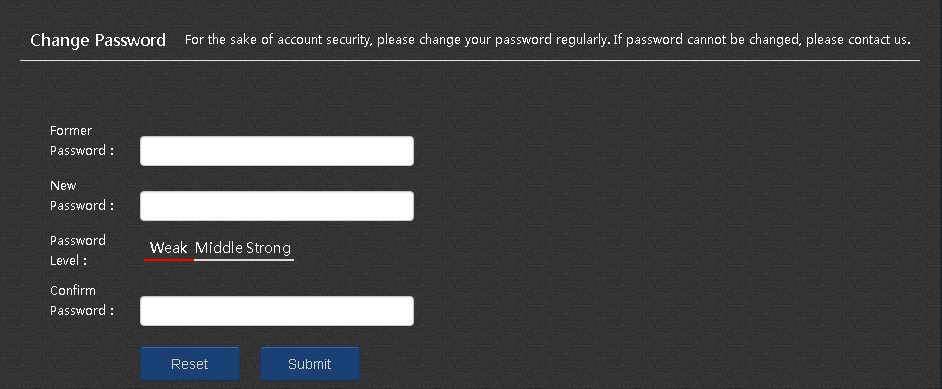 Change Password For the sake of account security, please change your password regularly. If password cannot be changed, please contact us.
Former
Password :
New
Password :
Password
Level :
Weak Middle Strong
Confirm
Password :
Reset Submit